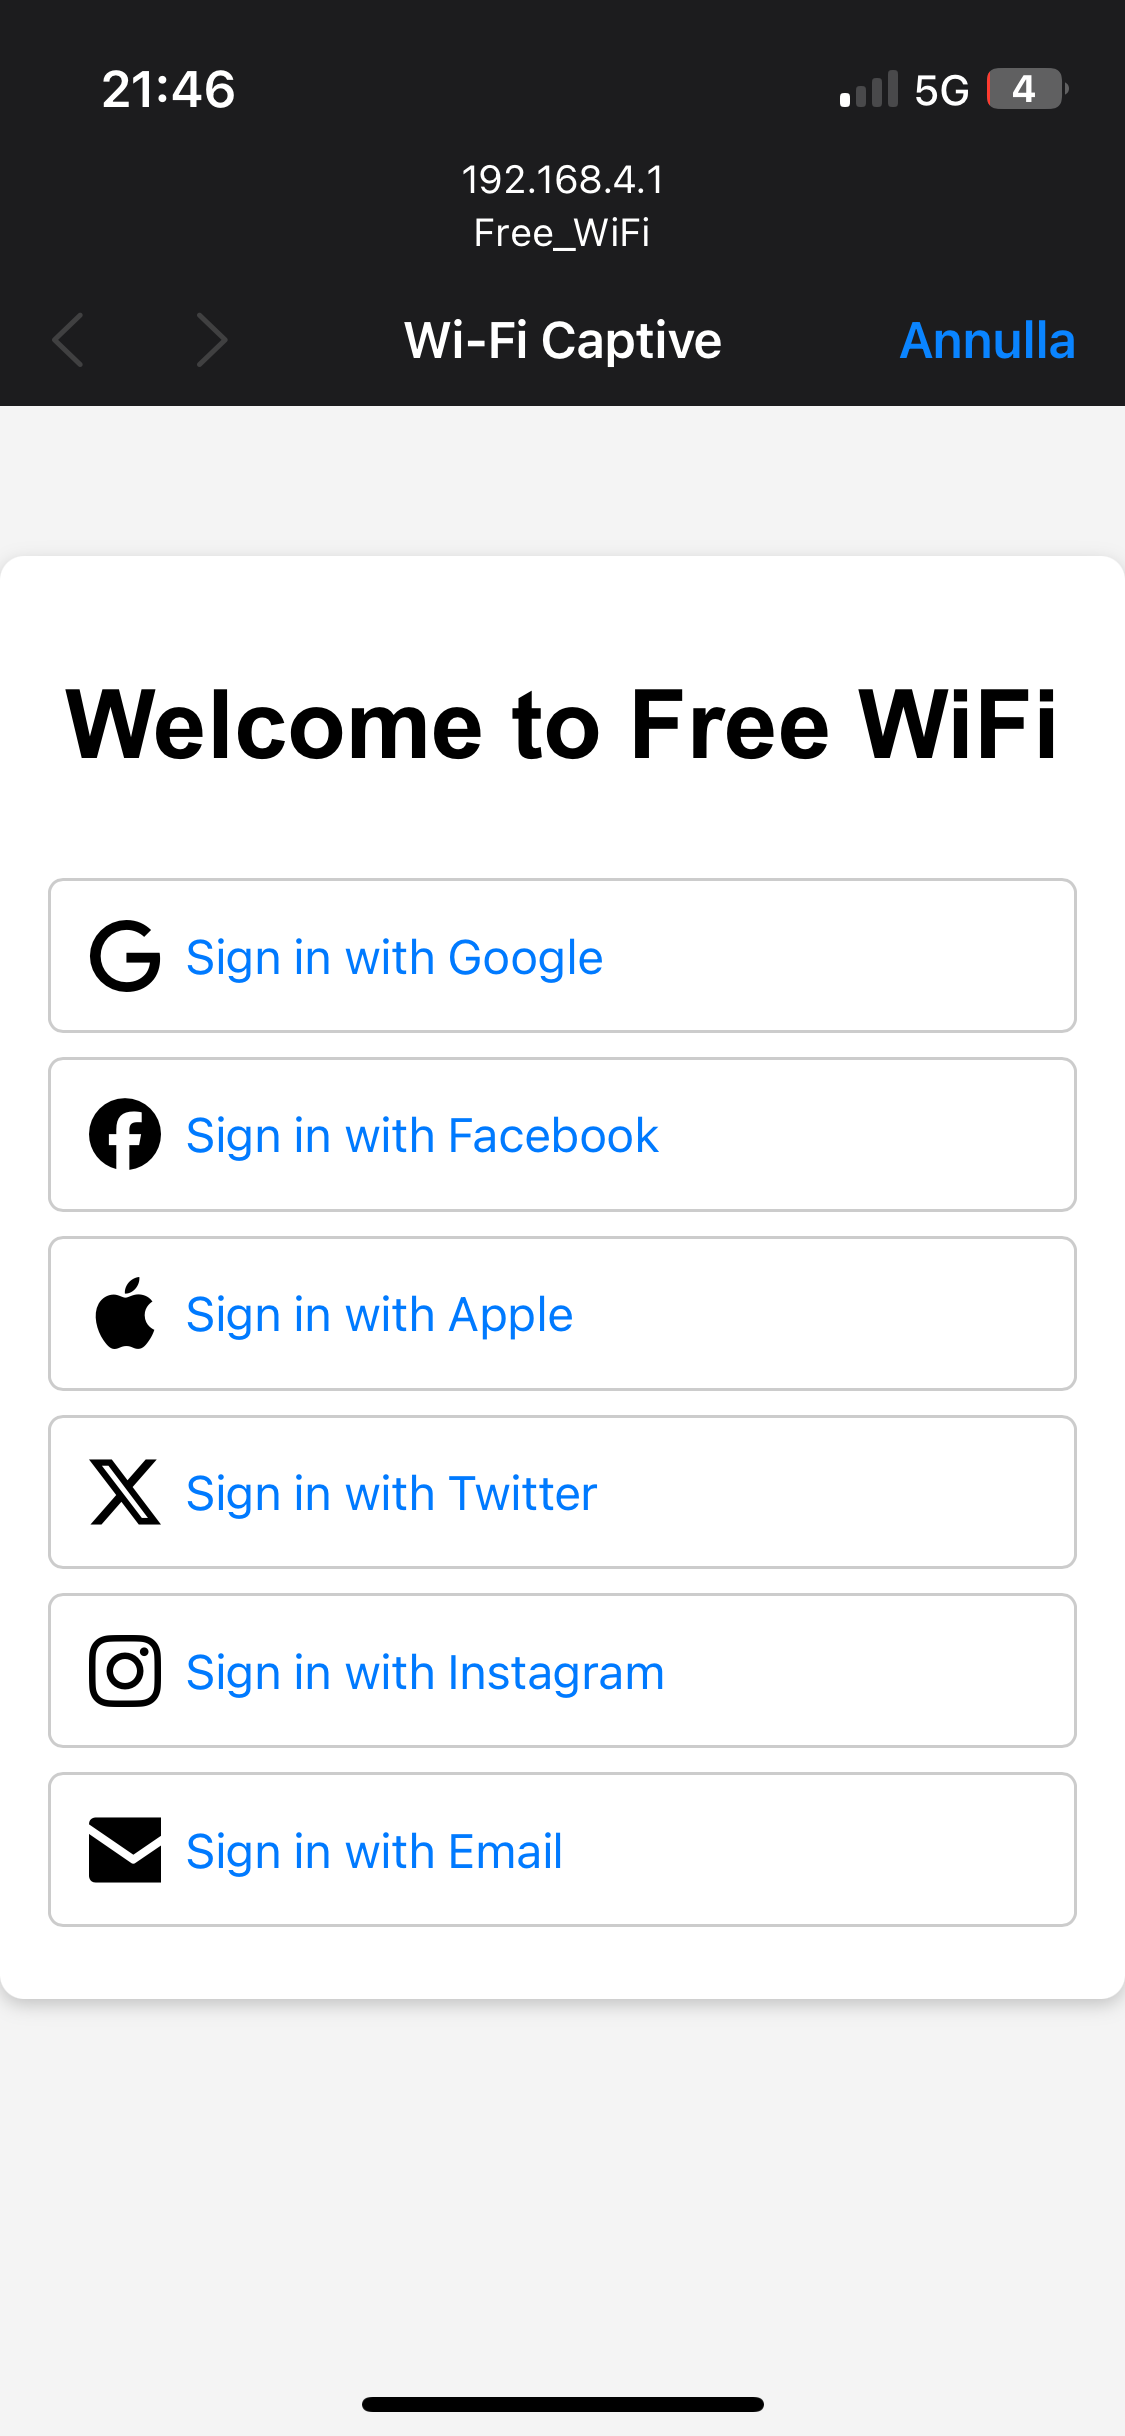 21:46
5G
4
192.168.4.1
Free_WiFi
Wi-Fi Captive
Annulla
Welcome to Free WiFi
Sign in with Google
Sign in with Facebook
Sign in with Apple
Sign in with Twitter
Sign in with Instagram
Sign in with Email